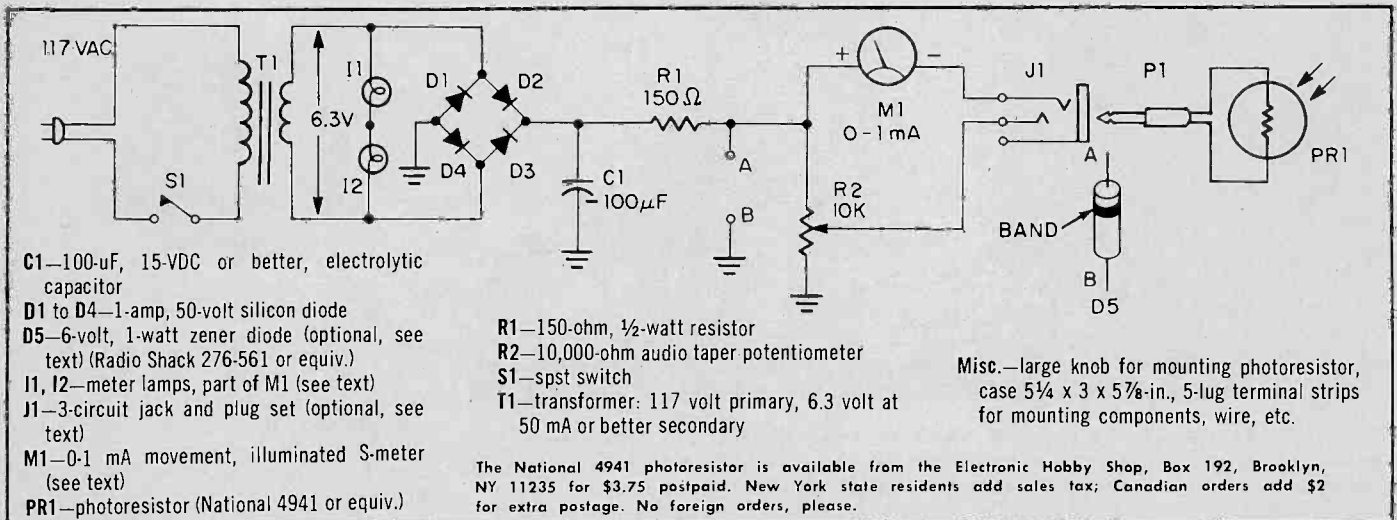 117 VAC
T1
S1
6.3V
I1
I2
D1
D2
D4
D3
C1
100µF
R1
150Ω
A
B
+
-
M1
0-1mA
R2
10K
J1
P1
PR1
A
BAND
B
D5
C1—100-uF, 15-VDC or better, electrolytic
capacitor
D1 to D4—1-amp, 50-volt silicon diode
D5—6-volt, 1-watt zener diode (optional, see
text) (Radio Shack 276-561 or equiv.)
I1, I2—meter lamps, part of M1 (see text)
J1—3-circuit jack and plug set (optional, see
text)
M1—0-1 mA movement, illuminated S-meter
(see text)
PR1—photoresistor (National 4941 or equiv.)
R1—150-ohm, ½-watt resistor
R2—10,000-ohm audio taper potentiometer
S1—spst switch
T1—transformer: 117 volt primary, 6.3 volt at
50 mA or better secondary
Misc.—large knob for mounting photoresistor,
case 5¼ x 3 x 5⅞-in., 5-lug terminal strips
for mounting components, wire, etc.
The National 4941 photoresistor is available from the Electronic Hobby Shop, Box 192, Brooklyn,
NY 11235 for $3.75 postpaid. New York state residents add sales tax; Canadian orders add $2
for extra postage. No foreign orders, please.